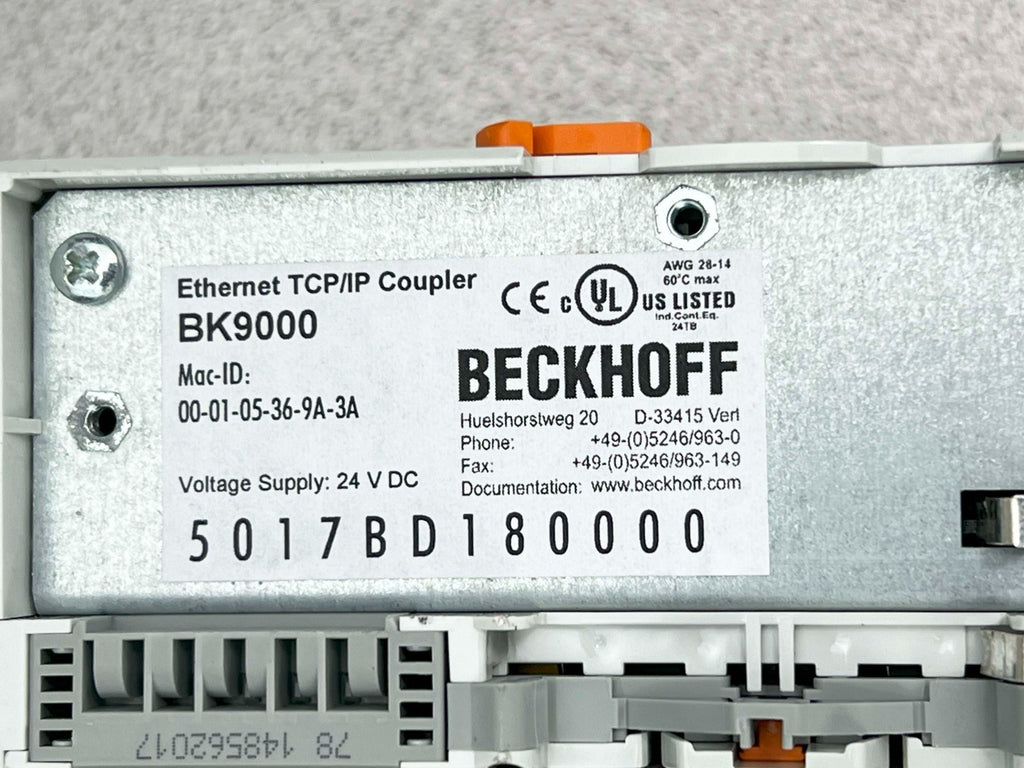 Ethernet TCP/IP Coupler
BK9000
Mac-ID:
00-01-05-36-9A-3A
Voltage Supply: 24 V DC
CE c UL US LISTED
AWG 28-14
60°C max
Ind.Cont.Eq.
24TB
BECKHOFF
Huelshorstweg 20 D-33415 Verl
Phone: +49-(0)5246/963-0
Fax: +49-(0)5246/963-149
Documentation: www.beckhoff.com
5017BD180000
78 148562017